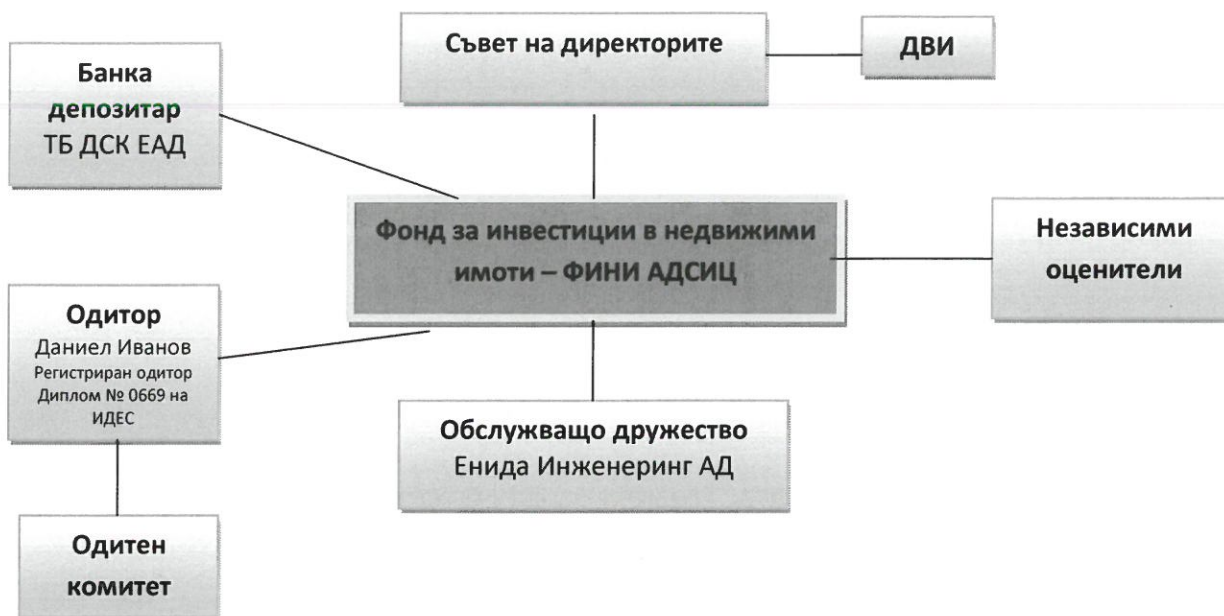 Съвет на директорите
ДВИ
Банка
депозитар
ТБ ДСК ЕАД
Фонд за инвестиции в недвижими
имоти – ФИНИ АДСИЦ
Независими
оценители
Одитор
Даниел Иванов
Регистриран одитор
Диплом № 0669 на
ИДЕС
Обслужващо дружество
Енида Инженеринг АД
Одитен
комитет